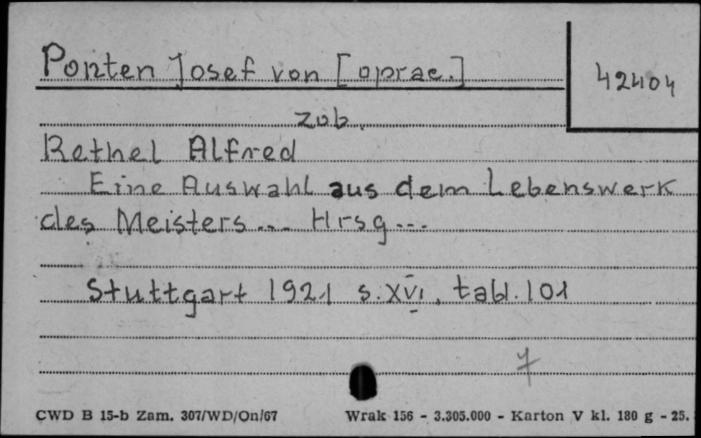 Ponten Josef von [oprac.]
42404
zob.
Rethel Alfred
Eine Auswahl aus dem Lebenswerk
des Meisters... Hrsg...
Stuttgart 1921 s. XVI, tabl. 101
7
CWD B 15-b Zam. 307/WD/On/67 Wrak 156 - 3.305.000 - Karton V kl. 180 g - 25.